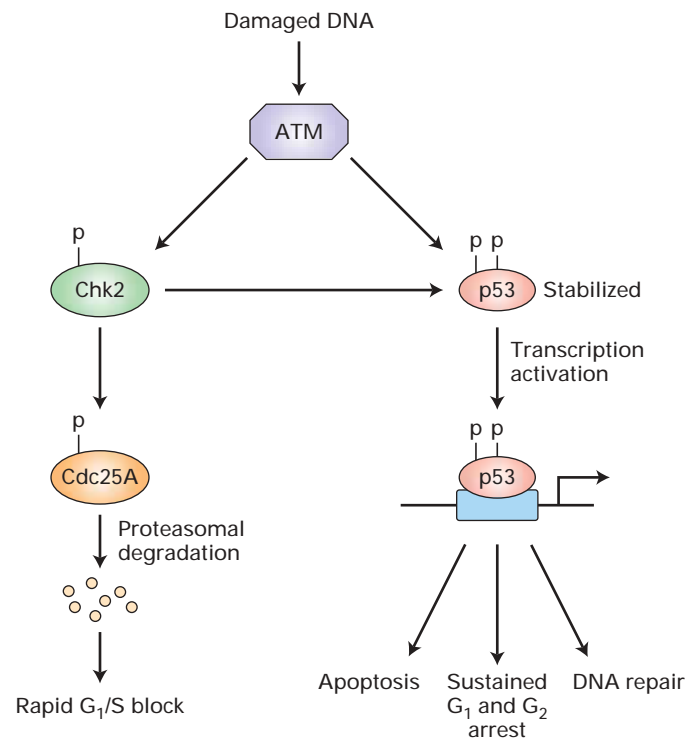 Damaged DNA
ATM
p
Chk2
p p
p53
Stabilized
Transcription
activation
p
Cdc25A
p p
p53
Proteasomal
degradation
Rapid G₁/S block
Apoptosis
Sustained
G₁ and G₂
arrest
DNA repair